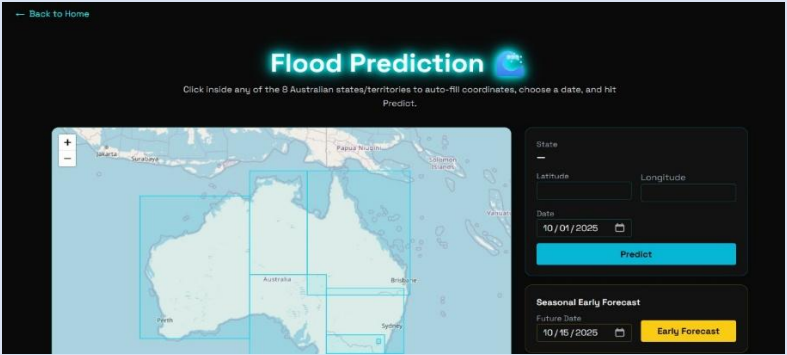 ← Back to Home
Flood Prediction 🌊
Click inside any of the 8 Australian states/territories to auto-fill coordinates, choose a date, and hit
Predict.
+
−
Jakarta
Surabaya
Papua Niugini
Solomon
Islands
Vanuatu
Australia
Brisbane
Perth
Sydney
State
—
Latitude
Longitude
Date
10/01/2025
Predict
Seasonal Early Forecast
Future Date
10/15/2025
Early Forecast